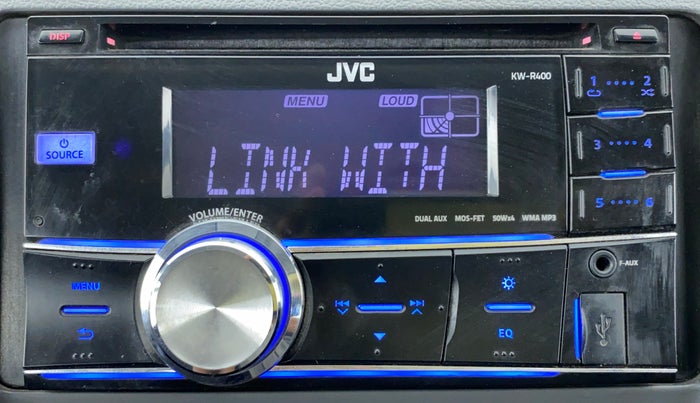 DISP
JVC
KW-R400
MENU LOUD
LINK WITH
SOURCE
1 2
3 4
5 6
VOLUME/ENTER
DUAL AUX MOS-FET 50Wx4 WMA MP3
F-AUX
MENU
EQ